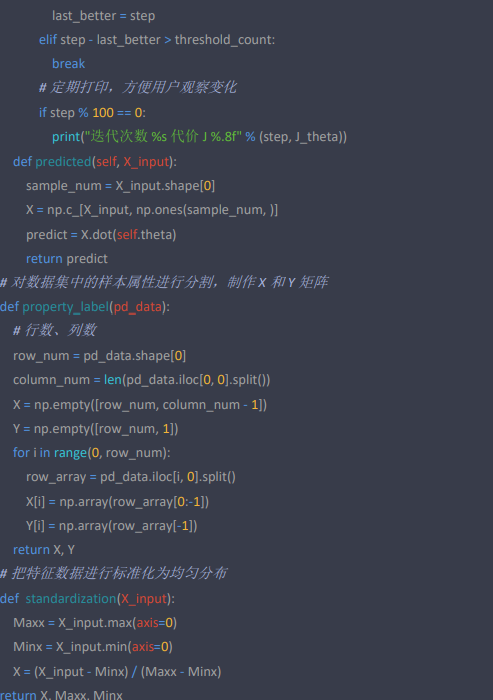 last_better = step
elif step - last_better > threshold_count:
break
# 定期打印，方便用户观察变化
if step % 100 == 0:
print("迭代次数 %s 代价 J %.8f" % (step, J_theta))
def predicted(self, X_input):
sample_num = X_input.shape[0]
X = np.c_[X_input, np.ones(sample_num, )]
predict = X.dot(self.theta)
return predict
# 对数据集中的样本属性进行分割，制作 X 和 Y 矩阵
def property_label(pd_data):
# 行数、列数
row_num = pd_data.shape[0]
column_num = len(pd_data.iloc[0, 0].split())
X = np.empty([row_num, column_num - 1])
Y = np.empty([row_num, 1])
for i in range(0, row_num):
row_array = pd_data.iloc[i, 0].split()
X[i] = np.array(row_array[0:-1])
Y[i] = np.array(row_array[-1])
return X, Y
# 把特征数据进行标准化为均匀分布
def standardization(X_input):
Maxx = X_input.max(axis=0)
Minx = X_input.min(axis=0)
X = (X_input - Minx) / (Maxx - Minx)
return X, Maxx, Minx